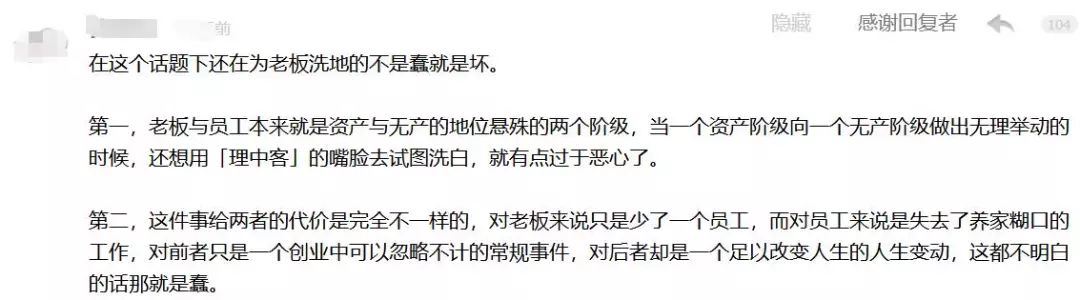 前
隐藏
感谢回复者
104
在这个话题下还在为老板洗地的不是蠢就是坏。
第一，老板与员工本来就是资产与无产的地位悬殊的两个阶级，当一个资产阶级向一个无产阶级做出无理举动的
时候，还想用「理中客」的嘴脸去试图洗白，就有点过于恶心了。
第二，这件事给两者的代价是完全不一样的，对老板来说只是少了一个员工，而对员工来说是失去了养家糊口的
工作，对前者只是一个创业中可以忽略不计的常规事件，对后者却是一个足以改变人生的人生变动，这都不明白
的话那就是蠢。